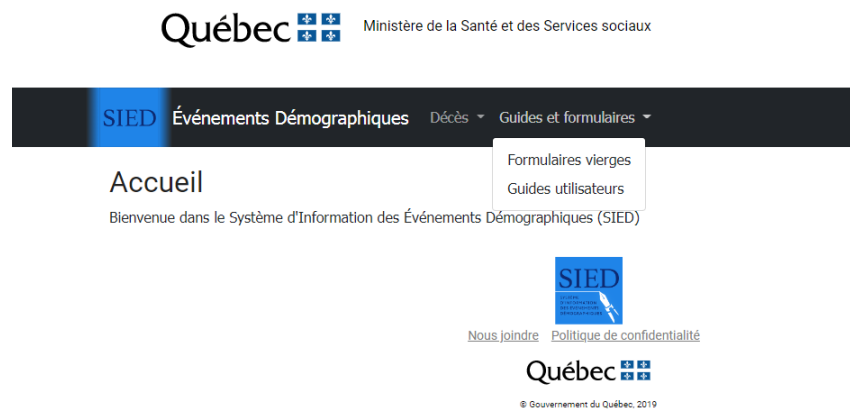 Québec
Ministère de la Santé et des Services sociaux
SIED Événements Démographiques Décès Guides et formulaires
Formulaires vierges
Guides utilisateurs
Accueil
Bienvenue dans le Système d'Information des Événements Démographiques (SIED)
SIED
Nous joindre Politique de confidentialité
Québec
© Gouvernement du Québec, 2019